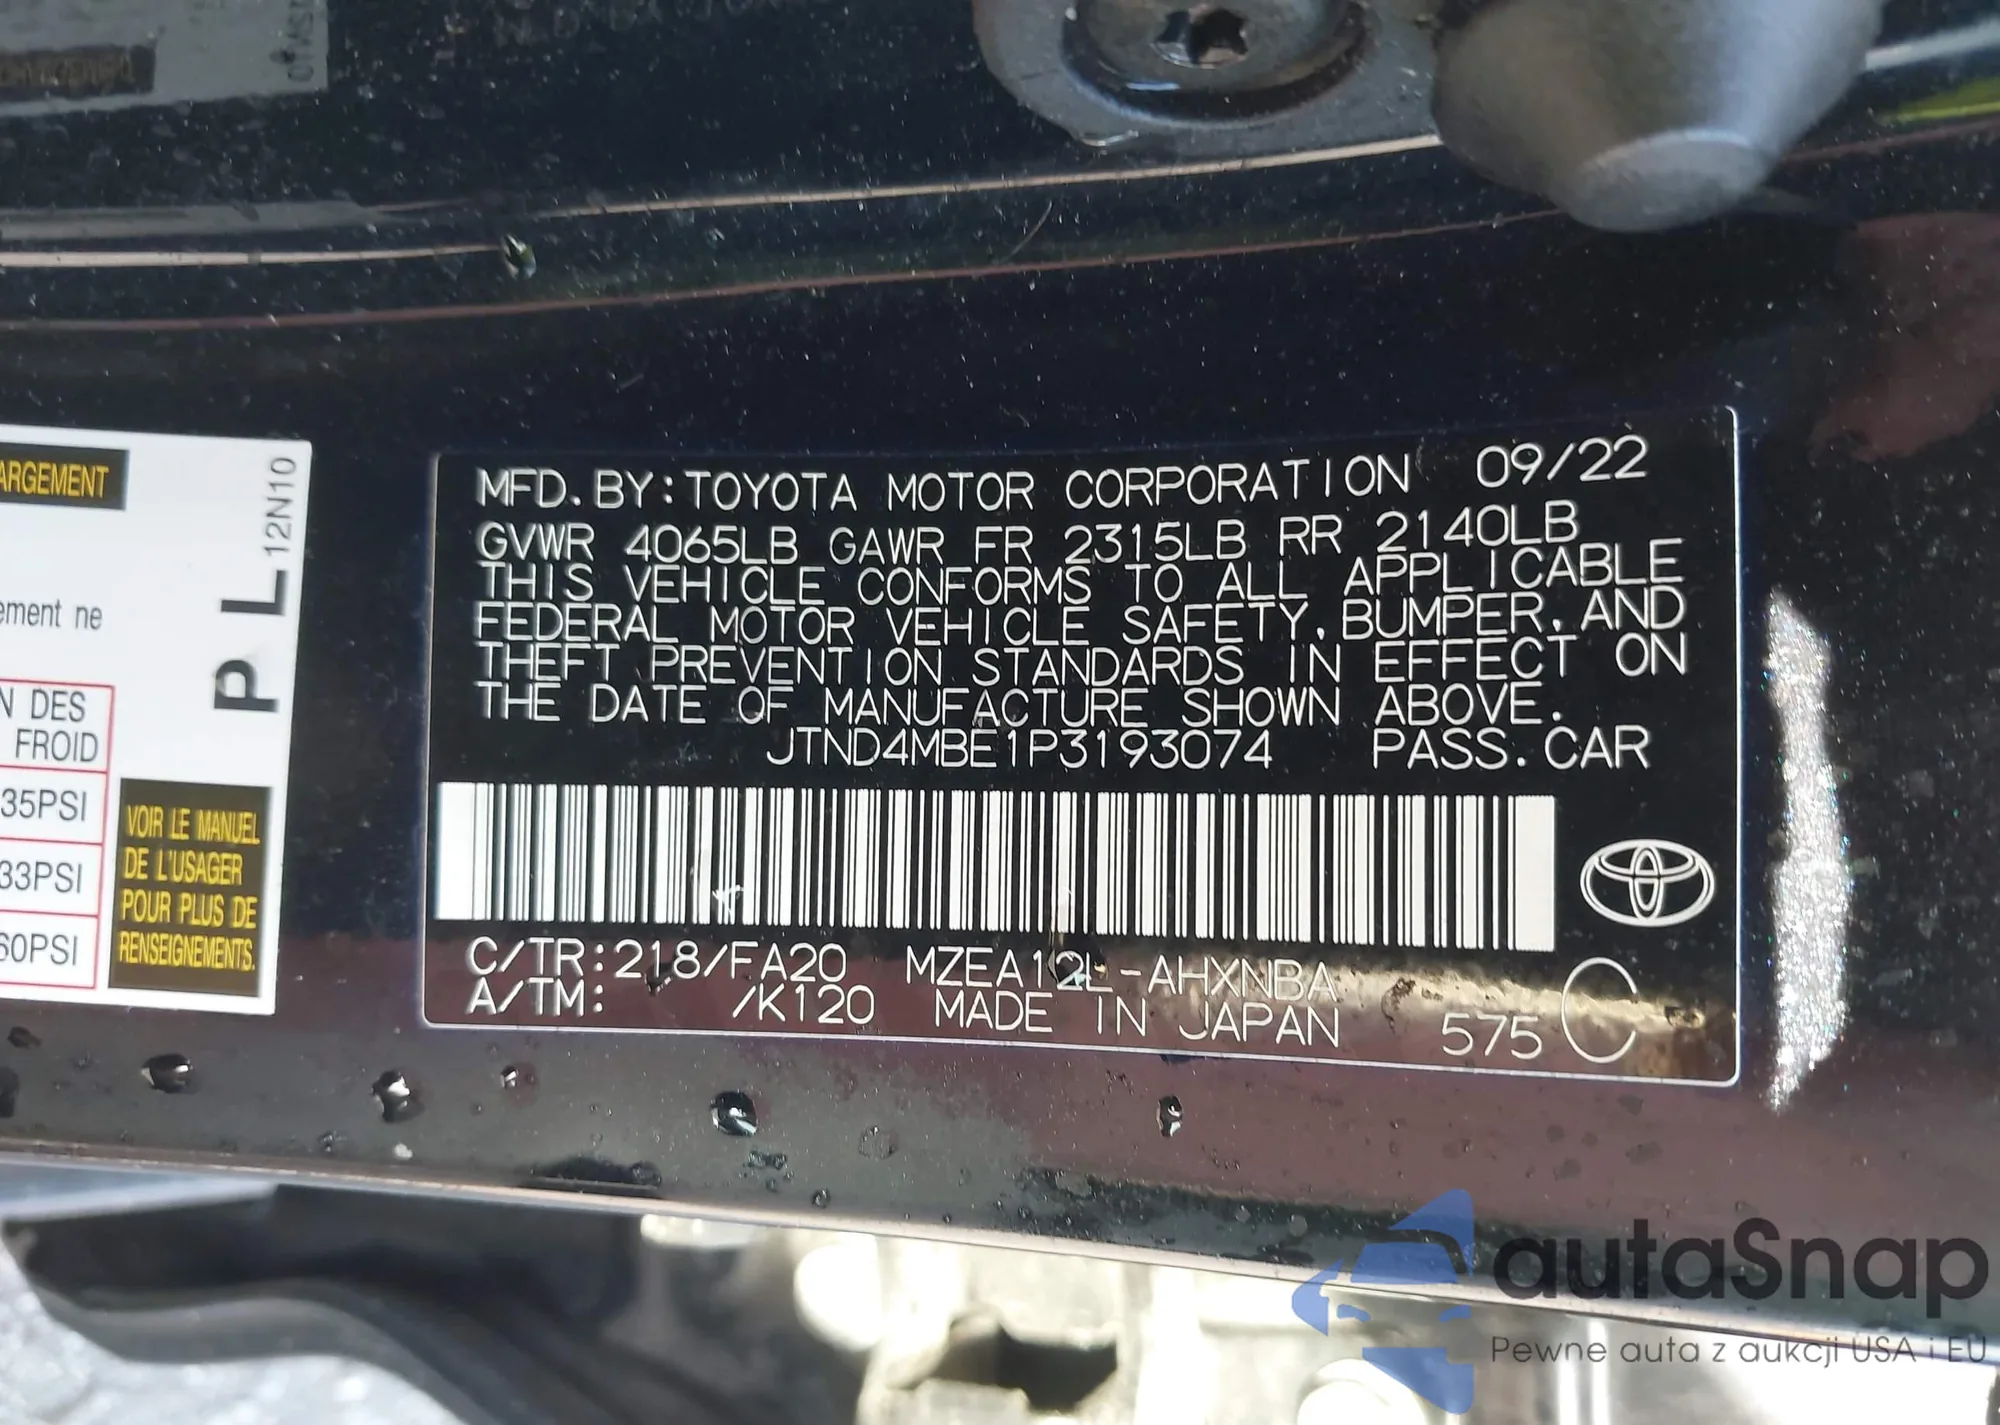 ARGEMENT
12N10
ement ne
P L
N DES
FROID
35PSI
33PSI
60PSI
VOIR LE MANUEL
DE L'USAGER
POUR PLUS DE
RENSEIGNEMENTS.
MFD. BY: TOYOTA MOTOR CORPORATION 09/22
GVWR 4065LB GAWR FR 2315LB RR 2140LB
THIS VEHICLE CONFORMS TO ALL APPLICABLE
FEDERAL MOTOR VEHICLE SAFETY, BUMPER, AND
THEFT PREVENTION STANDARDS IN EFFECT ON
THE DATE OF MANUFACTURE SHOWN ABOVE.
JTND4MBE1P3193074 PASS. CAR
C/TR: 218/FA20 MZEA12L-AHXNBA
A/TM: /K120 MADE IN JAPAN 575 C
autaSnap
Pewne auta z aukcji USA i EU